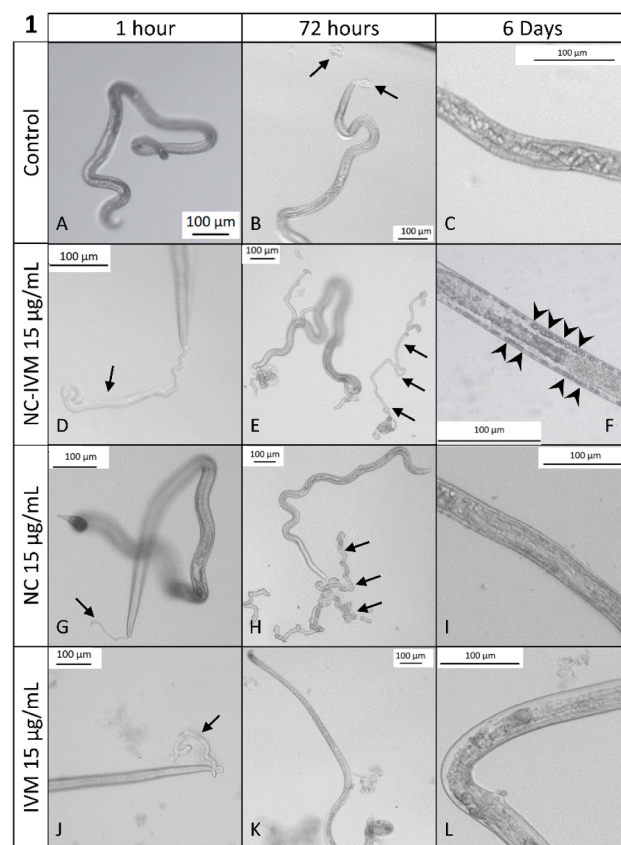 1
1 hour
72 hours
6 Days
Control
100 µm
A
100 µm
B
100 µm
C
NC-IVM 15 µg/mL
100 µm
D
100 µm
E
100 µm
F
NC 15 µg/mL
100 µm
G
100 µm
H
100 µm
I
IVM 15 µg/mL
100 µm
J
100 µm
K
100 µm
L